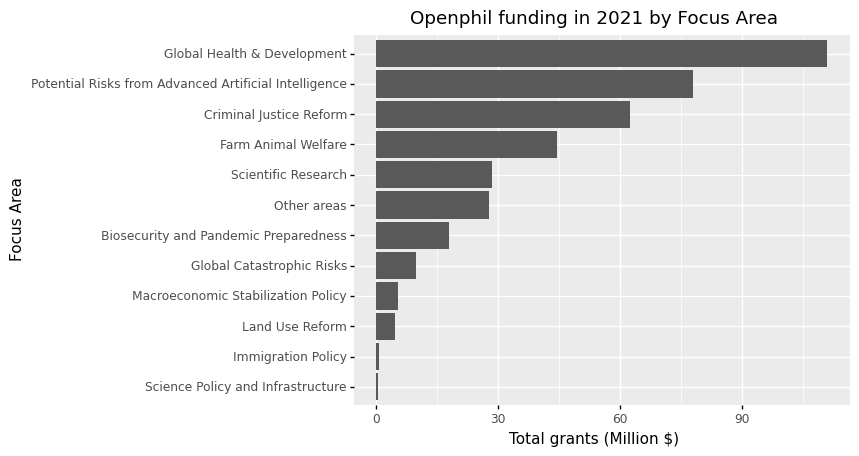 Openphil funding in 2021 by Focus Area
Global Health & Development
Potential Risks from Advanced Artificial Intelligence
Criminal Justice Reform
Farm Animal Welfare
Scientific Research
Other areas
Biosecurity and Pandemic Preparedness
Global Catastrophic Risks
Macroeconomic Stabilization Policy
Land Use Reform
Immigration Policy
Science Policy and Infrastructure
Focus Area
0 30 60 90
Total grants (Million $)